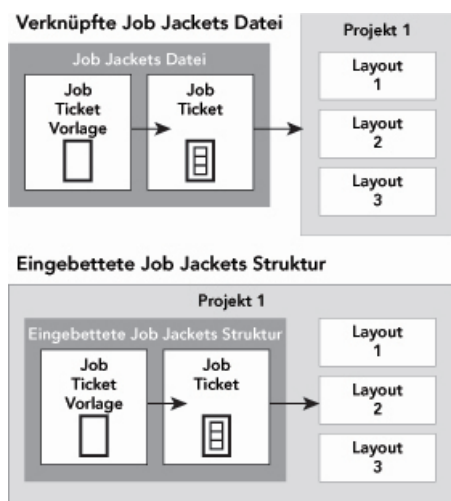 Verknüpfte Job Jackets Datei
Projekt 1
Job Jackets Datei
Job
Ticket
Vorlage
Job
Ticket
Layout
1
Layout
2
Layout
3
Eingebettete Job Jackets Struktur
Projekt 1
Eingebettete Job Jackets Struktur
Job
Ticket
Vorlage
Job
Ticket
Layout
1
Layout
2
Layout
3